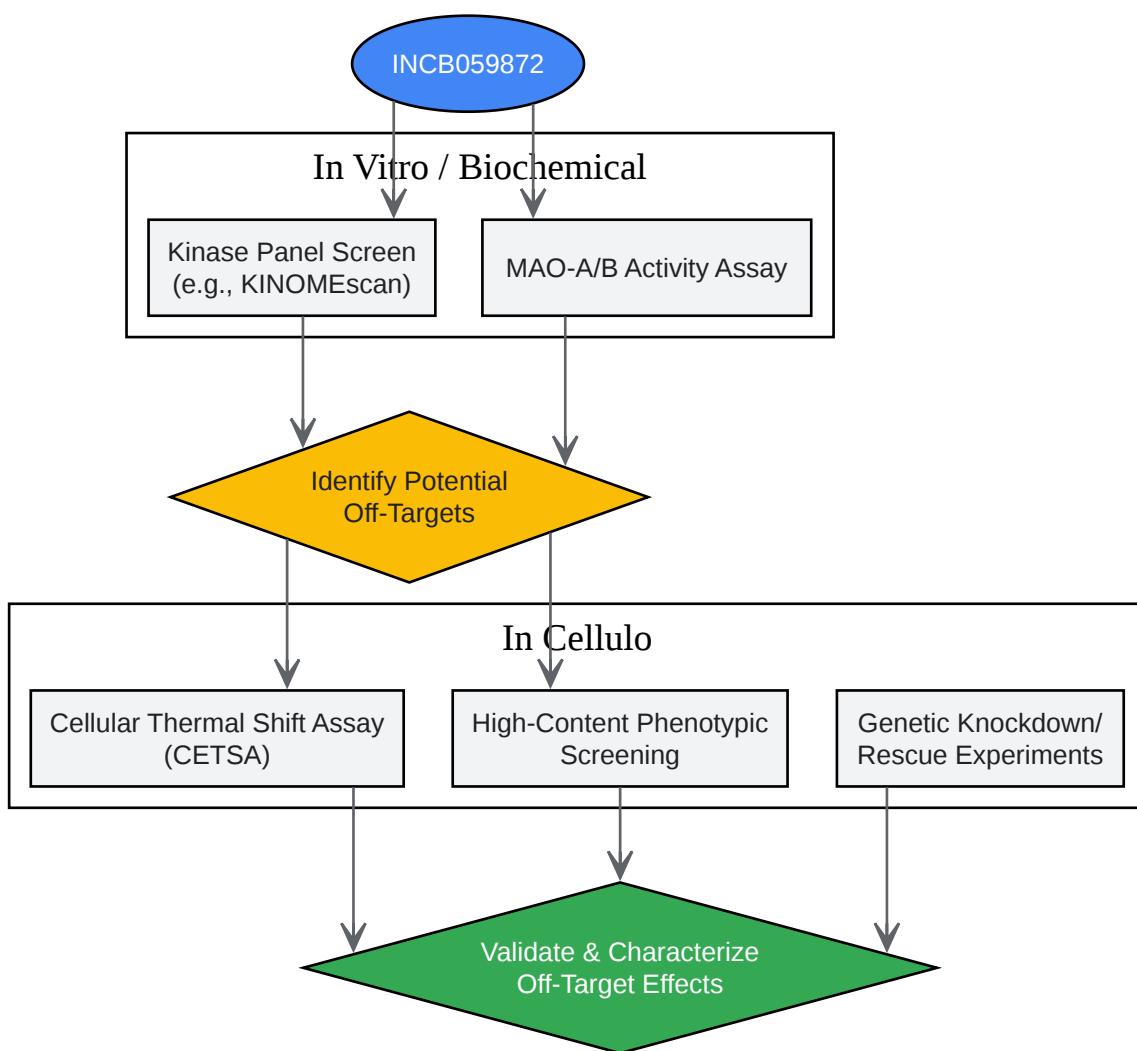 INCB059872
In Vitro / Biochemical
Kinase Panel Screen
(e.g., KINOMEscan)
MAO-A/B Activity Assay
Identify Potential
Off-Targets
In Cellulo
Cellular Thermal Shift Assay
(CETSA)
High-Content Phenotypic
Screening
Genetic Knockdown/
Rescue Experiments
Validate & Characterize
Off-Target Effects